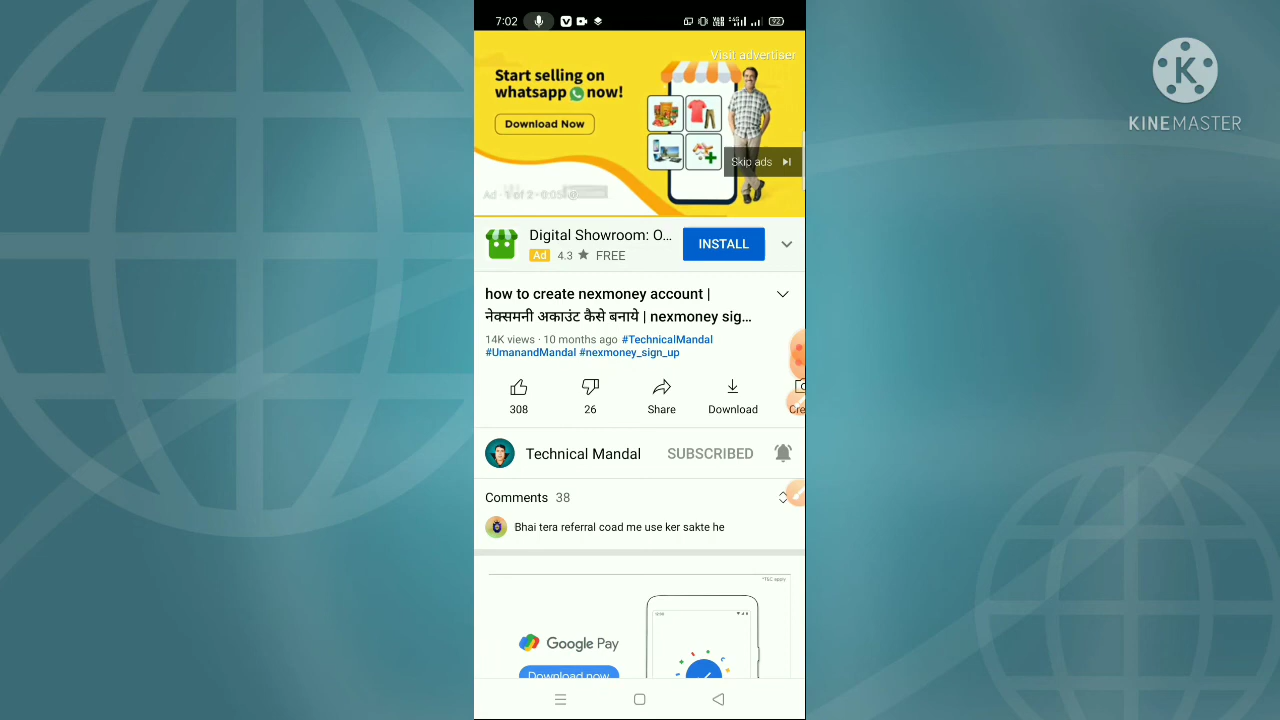 7:02
92
Visit advertiser
Start selling on
whatsapp now!
Download Now
Skip ads
Ad · 1 of 2 · 0:05
Digital Showroom: O...
Ad 4.3 ★ FREE
INSTALL
how to create nexmoney account |
नेक्समनी अकाउंट कैसे बनाये | nexmoney sig...
14K views · 10 months ago #TechnicalMandal
#UmanandMandal #nexmoney_sign_up
308
26
Share
Download
Cre
Technical Mandal
SUBSCRIBED
Comments 38
Bhai tera referral coad me use ker sakte he
*T&C apply
Google Pay
Download now
K
KINEMASTER